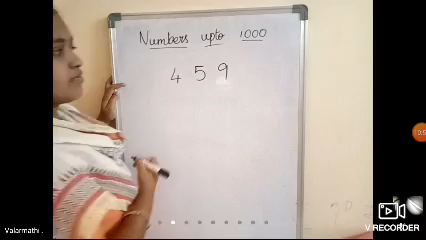 Numbers upto 1000
4 5 9
Valarmathi .
V RECORDER